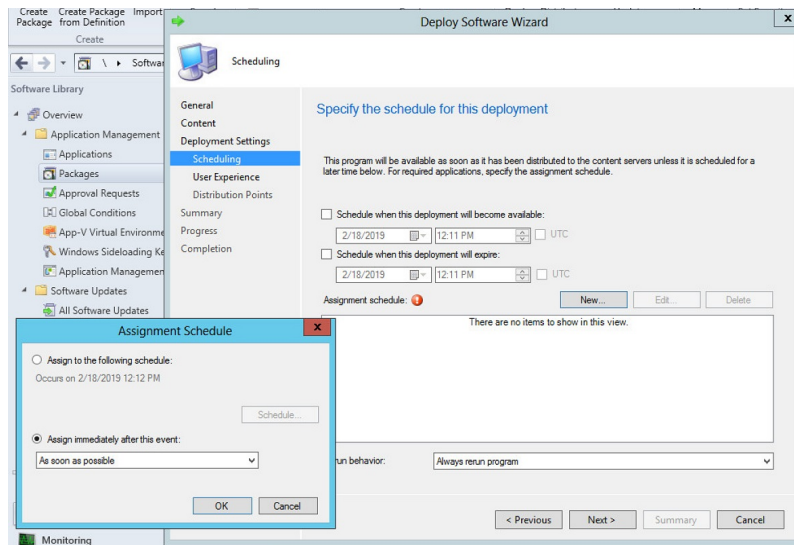 Create Create Package Import
Package from Definition
Create
Deploy Software Wizard
x
Scheduling
\ Softwar
Software Library
Overview
Application Management
Applications
Packages
Approval Requests
Global Conditions
App-V Virtual Environme
Windows Sideloading Ke
Application Managemen
Software Updates
All Software Updates
General
Content
Deployment Settings
Scheduling
User Experience
Distribution Points
Summary
Progress
Completion
Specify the schedule for this deployment
This program will be available as soon as it has been distributed to the content servers unless it is scheduled for a
later time below. For required applications, specify the assignment schedule.
Schedule when this deployment will become available:
2/18/2019 12:11 PM UTC
Schedule when this deployment will expire:
2/18/2019 12:11 PM UTC
Assignment schedule: New... Edit... Delete
There are no items to show in this view.
run behavior: Always rerun program
< Previous Next > Summary Cancel
Assignment Schedule
x
Assign to the following schedule:
Occurs on 2/18/2019 12:12 PM
Schedule...
Assign immediately after this event:
As soon as possible
OK Cancel
Monitoring